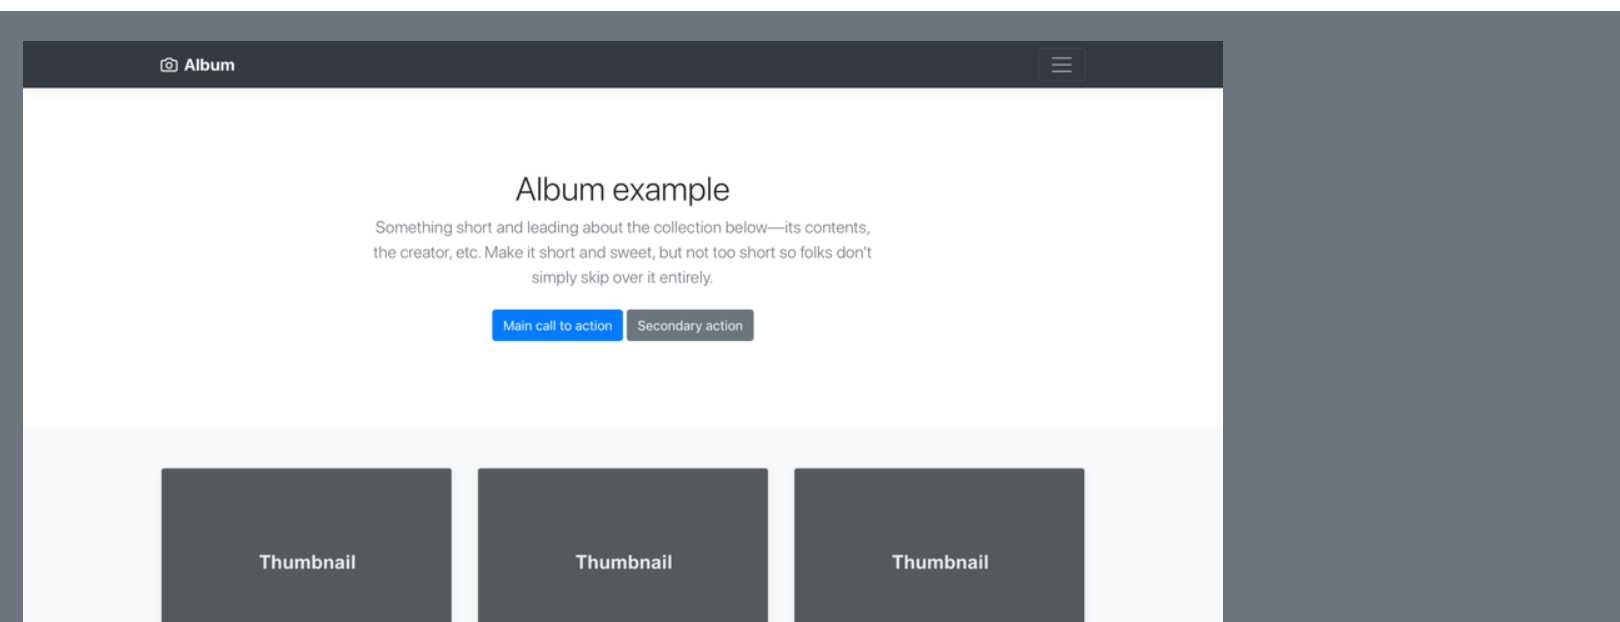 Album
Album example
Something short and leading about the collection below—its contents,
the creator, etc. Make it short and sweet, but not too short so folks don't
simply skip over it entirely.
Main call to action Secondary action
Thumbnail Thumbnail Thumbnail